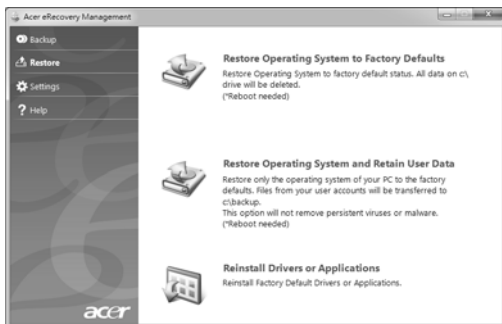 Acer eRecovery Management
Backup
Restore
Settings
Help
Restore Operating System to Factory Defaults
Restore Operating System to factory default status. All data on c:\
drive will be deleted.
(*Reboot needed)
Restore Operating System and Retain User Data
Restore only the operating system of your PC to the factory
defaults. Files from your user accounts will be transferred to
c:\backup.
This option will not remove persistent viruses or malware.
(*Reboot needed)
Reinstall Drivers or Applications
Reinstall Factory Default Drivers or Applications.
acer